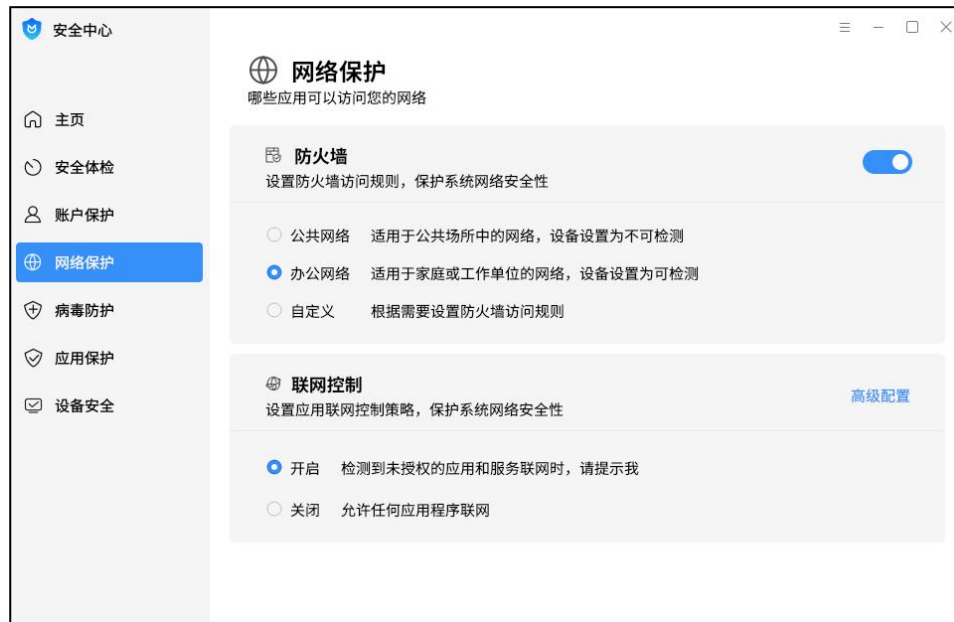 安全中心
主页
安全体检
账户保护
网络保护
病毒防护
应用保护
设备安全
网络保护
哪些应用可以访问您的网络
防火墙
设置防火墙访问规则，保护系统网络安全性
公共网络 适用于公共场所中的网络，设备设置为不可检测
办公网络 适用于家庭或工作单位的网络，设备设置为可检测
自定义 根据需要设置防火墙访问规则
联网控制
设置应用联网控制策略，保护系统网络安全性
高级配置
开启 检测到未授权的应用和服务联网时，请提示我
关闭 允许任何应用程序联网